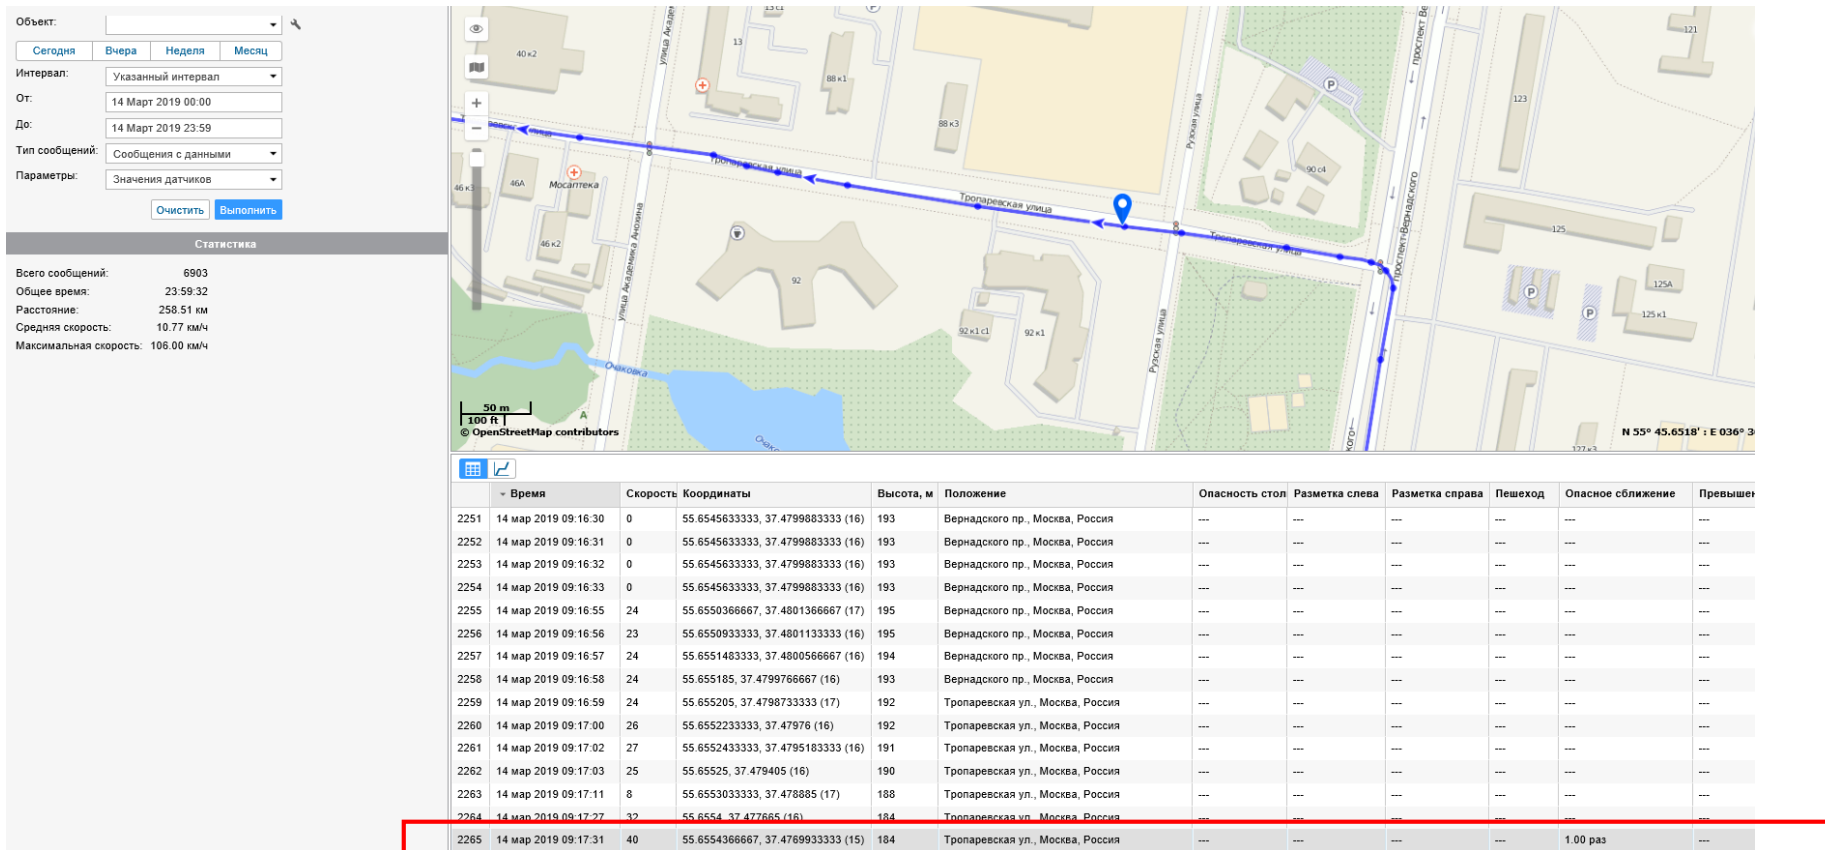 Объект:
Сегодня Вчера Неделя Месяц
Интервал: Указанный интервал
От: 14 Март 2019 00:00
До: 14 Март 2019 23:59
Тип сообщений: Сообщения с данными
Параметры: Значения датчиков
Очистить Выполнить
Статистика
Всего сообщений: 6903
Общее время: 23:59:32
Расстояние: 258.51 км
Средняя скорость: 10.77 км/ч
Максимальная скорость: 106.00 км/ч
13 с1
13
40 к2
88 к1
88 к3
121
123
P
90 с4
46 к3
46А
Мосаптека
Тропаревская улица
Тропаревская улица
Тропаревская улица
Рузская улица
проспект Вернадского
улица Академика Анохина
46 к2
92
125
125А
P
P
125 к1
92 к1 с1
92 к1
Рузская улица
Очаковка
127 к3
50 m
100 ft
© OpenStreetMap contributors
N 55° 45.6518' : E 036° 3
Время Скорость Координаты Высота, м Положение Опасность стол Разметка слева Разметка справа Пешеход Опасное сближение Превышен
2251 14 мар 2019 09:16:30 0 55.6545633333, 37.4799883333 (16) 193 Вернадского пр., Москва, Россия --- --- --- --- --- ---
2252 14 мар 2019 09:16:31 0 55.6545633333, 37.4799883333 (16) 193 Вернадского пр., Москва, Россия --- --- --- --- --- ---
2253 14 мар 2019 09:16:32 0 55.6545633333, 37.4799883333 (16) 193 Вернадского пр., Москва, Россия --- --- --- --- --- ---
2254 14 мар 2019 09:16:33 0 55.6545633333, 37.4799883333 (16) 193 Вернадского пр., Москва, Россия --- --- --- --- --- ---
2255 14 мар 2019 09:16:55 24 55.6550366667, 37.4801366667 (17) 195 Вернадского пр., Москва, Россия --- --- --- --- --- ---
2256 14 мар 2019 09:16:56 23 55.6550933333, 37.4801133333 (16) 195 Вернадского пр., Москва, Россия --- --- --- --- --- ---
2257 14 мар 2019 09:16:57 24 55.6551483333, 37.4800566667 (16) 194 Вернадского пр., Москва, Россия --- --- --- --- --- ---
2258 14 мар 2019 09:16:58 24 55.655185, 37.4799766667 (16) 193 Вернадского пр., Москва, Россия --- --- --- --- --- ---
2259 14 мар 2019 09:16:59 24 55.655205, 37.4798733333 (17) 192 Тропаревская ул., Москва, Россия --- --- --- --- --- ---
2260 14 мар 2019 09:17:00 26 55.6552233333, 37.47976 (16) 192 Тропаревская ул., Москва, Россия --- --- --- --- --- ---
2261 14 мар 2019 09:17:02 27 55.6552433333, 37.4795183333 (16) 191 Тропаревская ул., Москва, Россия --- --- --- --- --- ---
2262 14 мар 2019 09:17:03 25 55.65525, 37.479405 (16) 190 Тропаревская ул., Москва, Россия --- --- --- --- --- ---
2263 14 мар 2019 09:17:11 8 55.6553033333, 37.478885 (17) 188 Тропаревская ул., Москва, Россия --- --- --- --- --- ---
2264 14 мар 2019 09:17:27 32 55.6554, 37.477665 (16) 184 Тропаревская ул., Москва, Россия --- --- --- --- --- ---
2265 14 мар 2019 09:17:31 40 55.6554366667, 37.4769933333 (15) 184 Тропаревская ул., Москва, Россия --- --- --- --- 1.00 раз ---